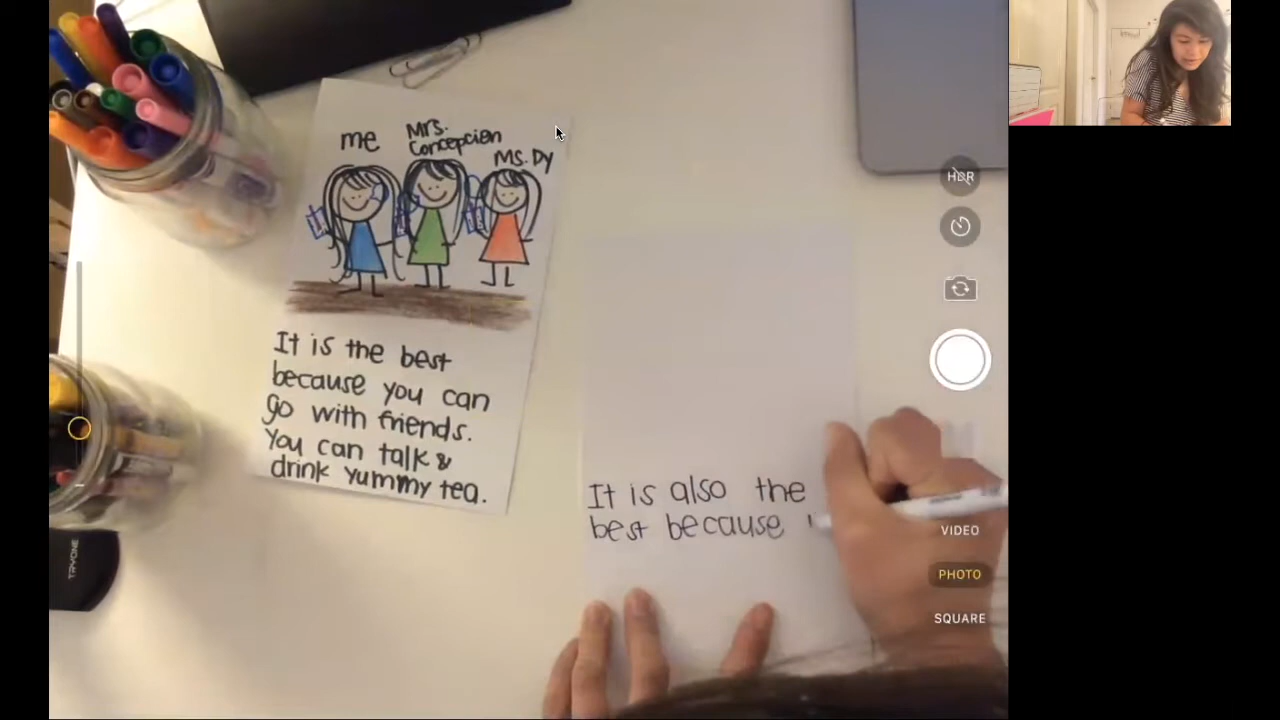 me
Mrs.
Concepcion
Ms. Dy
It is the best
because you can
go with friends.
You can talk &
drink yummy tea.
It is also the
best because
TRYONE
HDR
VIDEO
PHOTO
SQUARE